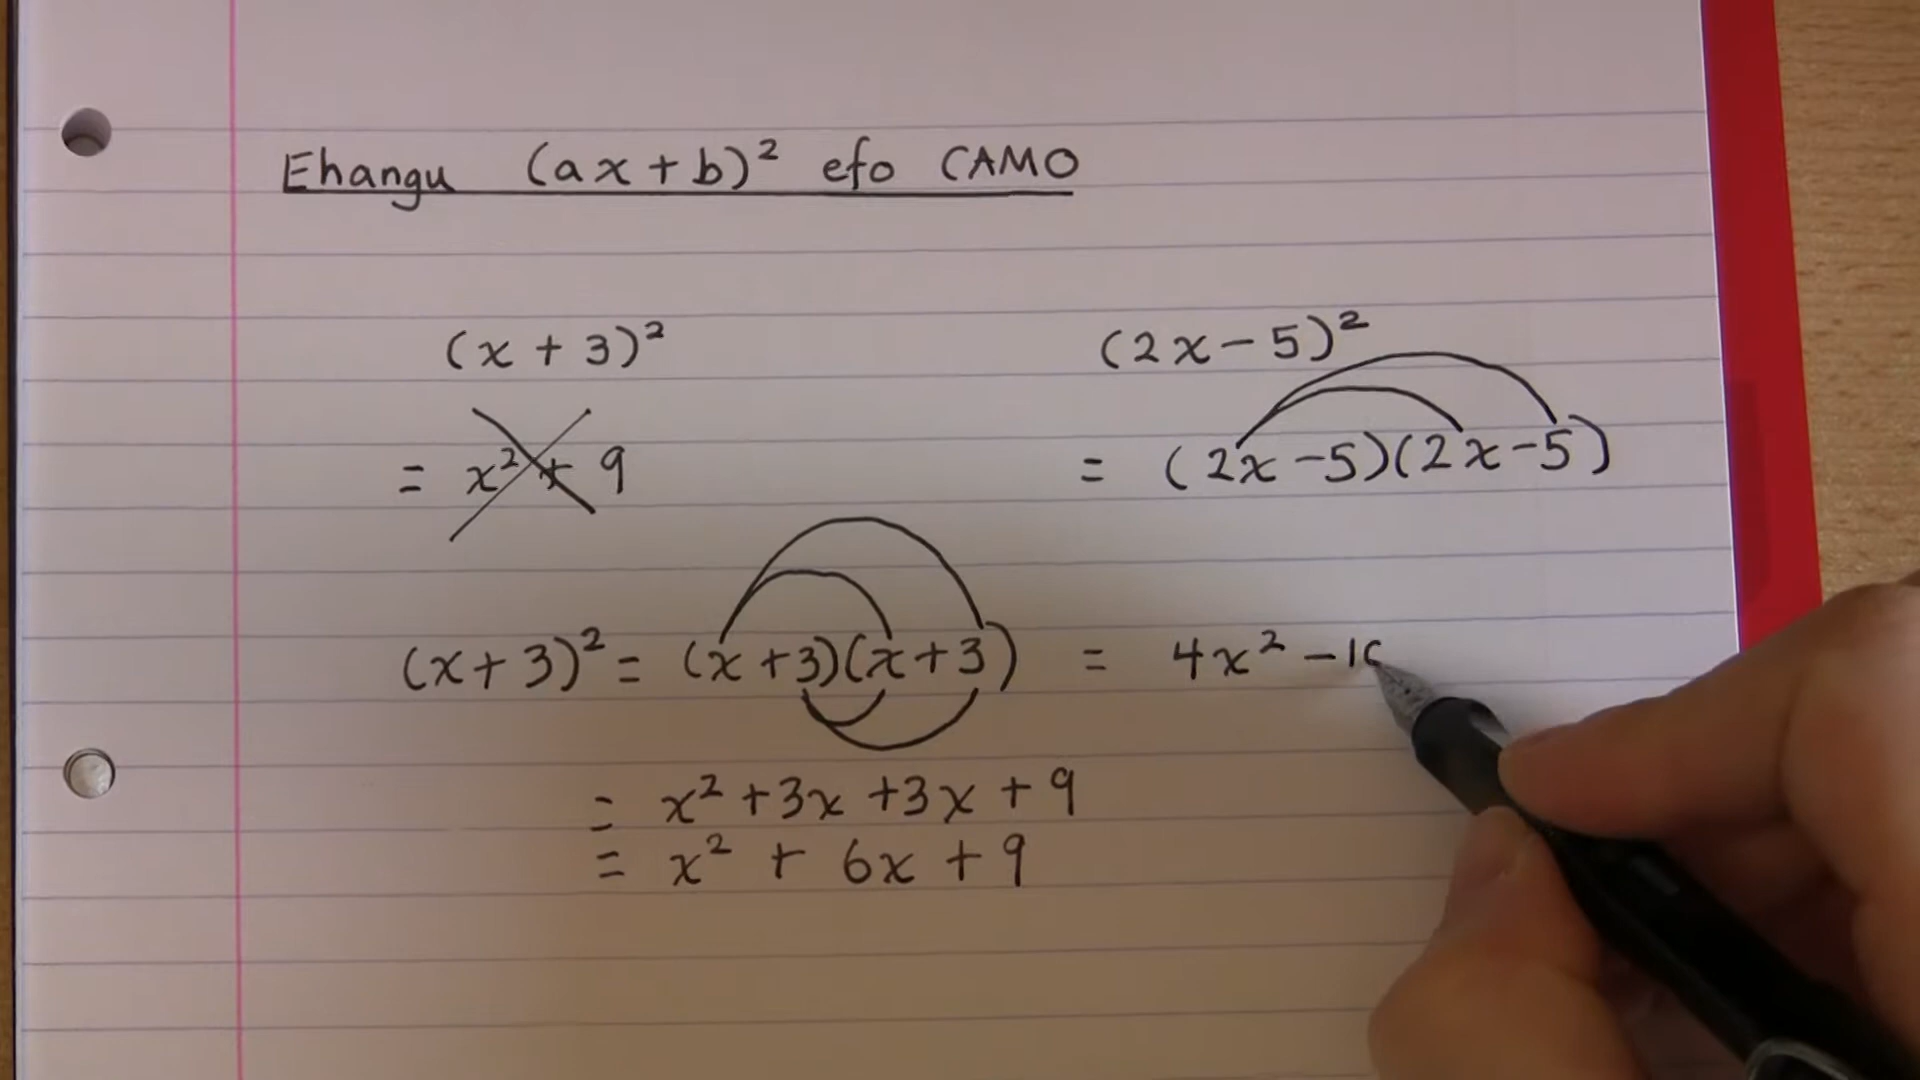 Ehangu (ax + b)² efo CAMO
(x + 3)²
= x² + 9
(x + 3)² = (x + 3)(x + 3)
= x² + 3x + 3x + 9
= x² + 6x + 9
(2x - 5)²
= (2x - 5)(2x - 5)
= 4x² - 1